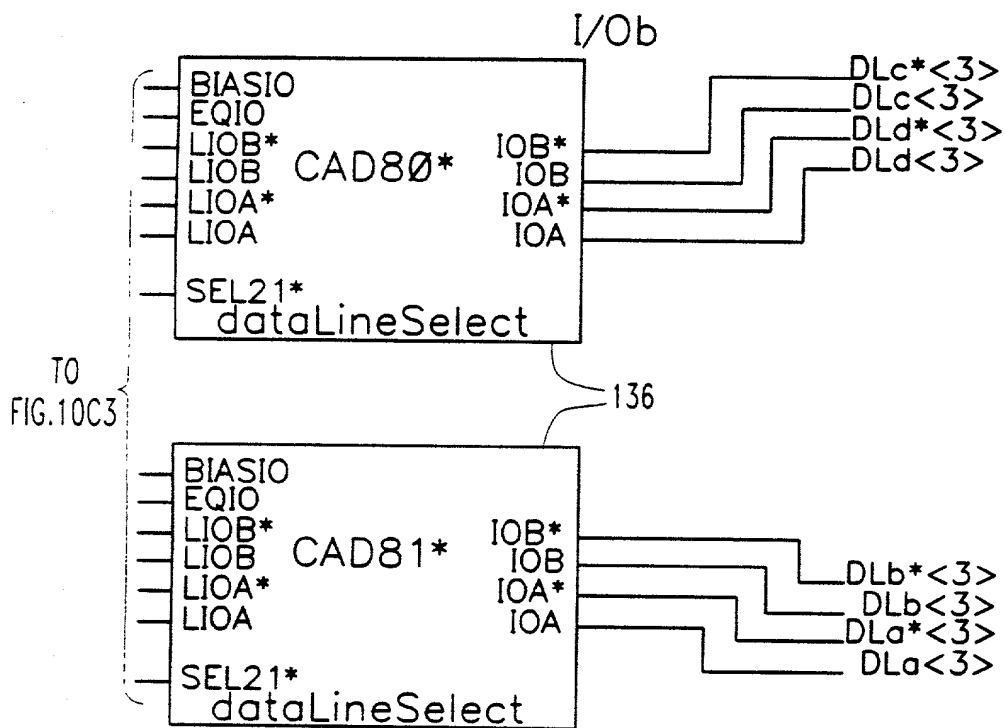 I/Ob
BIASIO
EQIO
LIOB*
LIOB
LIOA*
LIOA
SEL21*
CAD80*
dataLineSelect
IOB*
IOB
IOA*
IOA
DLc*<3>
DLc<3>
DLd*<3>
DLd<3>
TO
FIG.10C3
136
BIASIO
EQIO
LIOB*
LIOB
LIOA*
LIOA
SEL21*
CAD81*
dataLineSelect
IOB*
IOB
IOA*
IOA
DLb*<3>
DLb<3>
DLa*<3>
DLa<3>